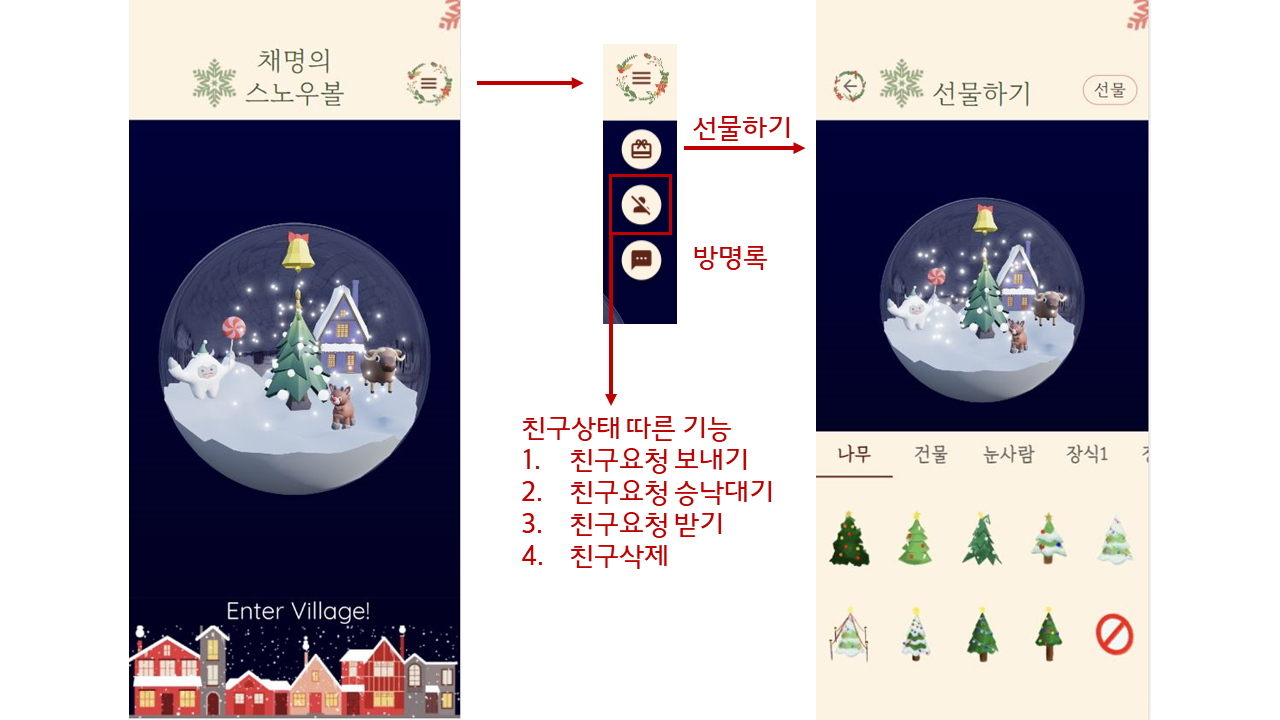 채명의
스노우볼
Enter Village!
선물하기
방명록
친구상태 따른 기능
1. 친구요청 보내기
2. 친구요청 승낙대기
3. 친구요청 받기
4. 친구삭제
선물하기
선물
나무 건물 눈사람 장식1